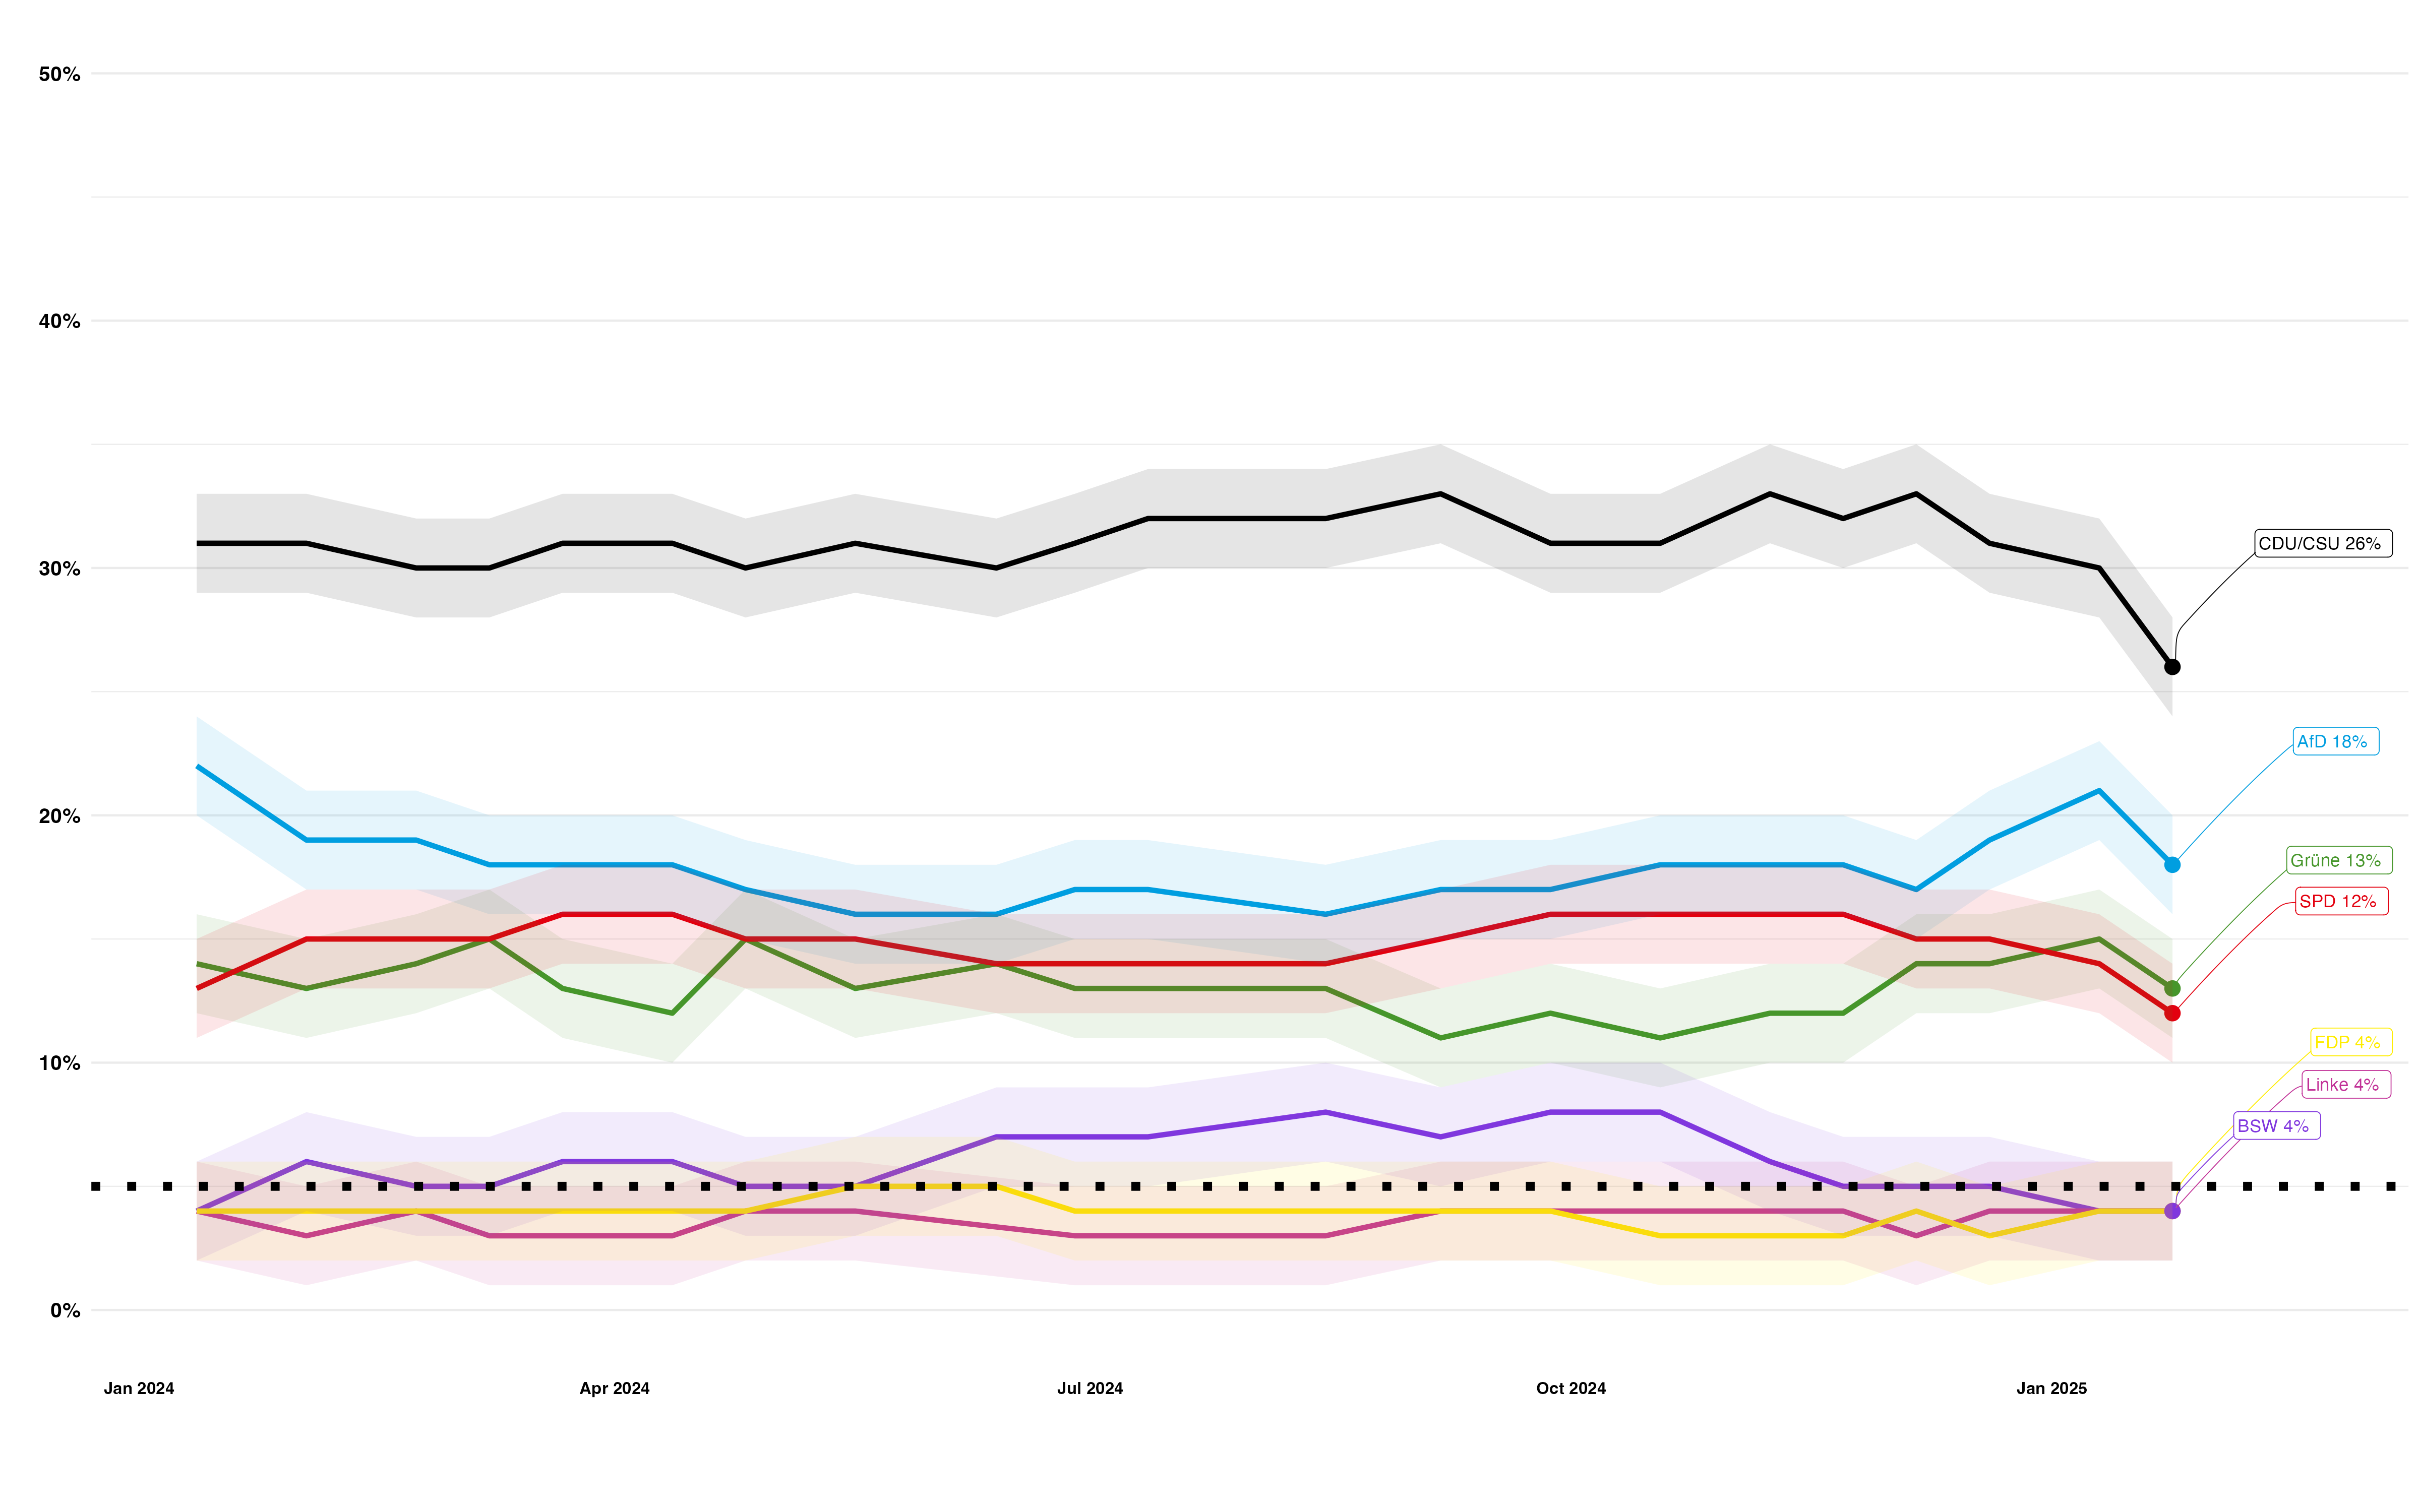 50%
40%
30%
20%
10%
0%
CDU/CSU 26%
AfD 18%
Grüne 13%
SPD 12%
FDP 4%
Linke 4%
BSW 4%
Jan 2024
Apr 2024
Jul 2024
Oct 2024
Jan 2025